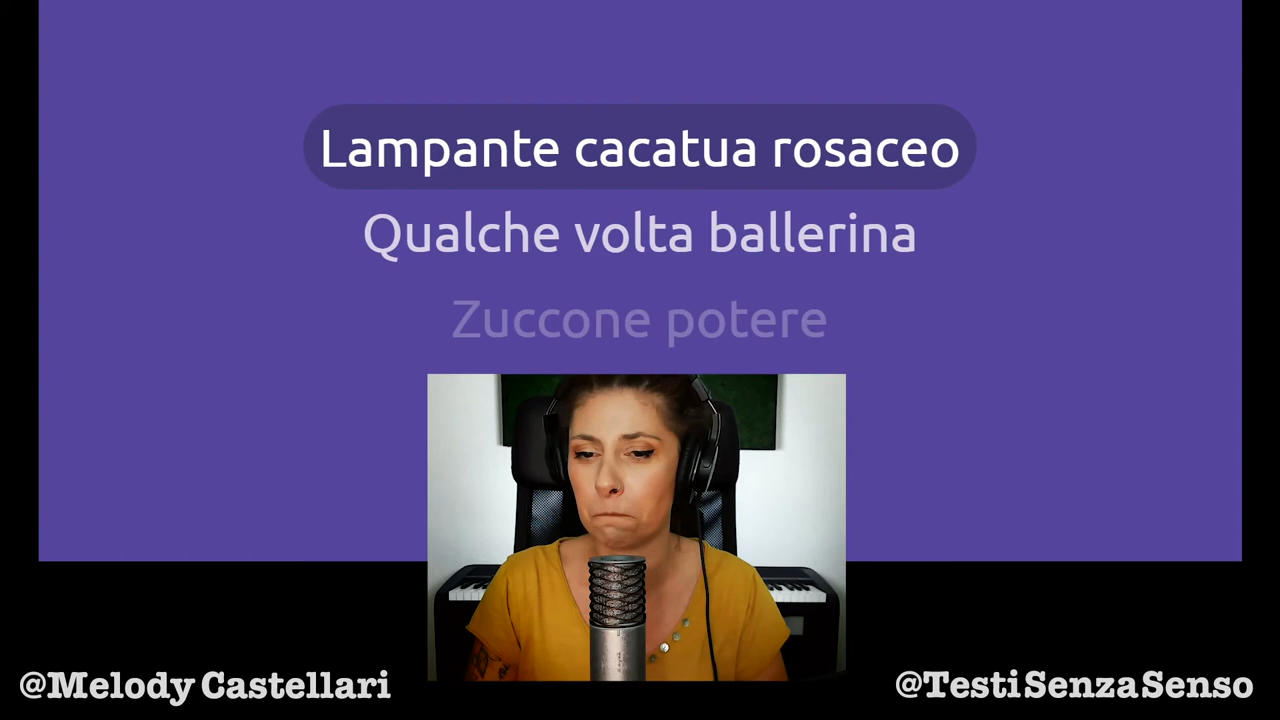 Lampante cacatua rosaceo
Qualche volta ballerina
Zuccone potere
@Melody Castellari
@TestiSenzaSenso